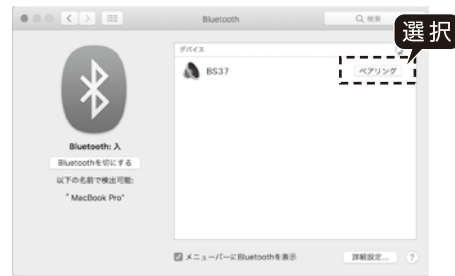 Bluetooth
検索
選択
デバイス
BS37
ペアリング
Bluetooth: 入
Bluetoothを切にする
以下の名前で検出可能:
"MacBook Pro"
メニューバーにBluetoothを表示
詳細設定...
?